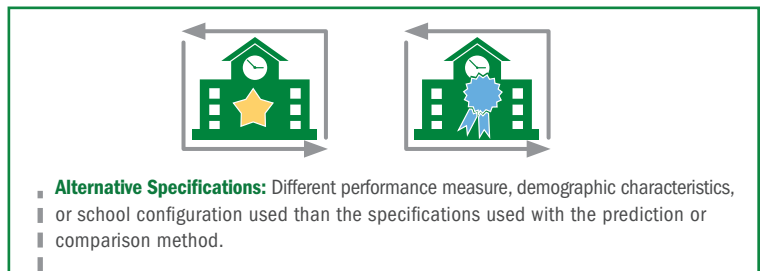 Alternative Specifications: Different performance measure, demographic characteristics,
or school configuration used than the specifications used with the prediction or
comparison method.